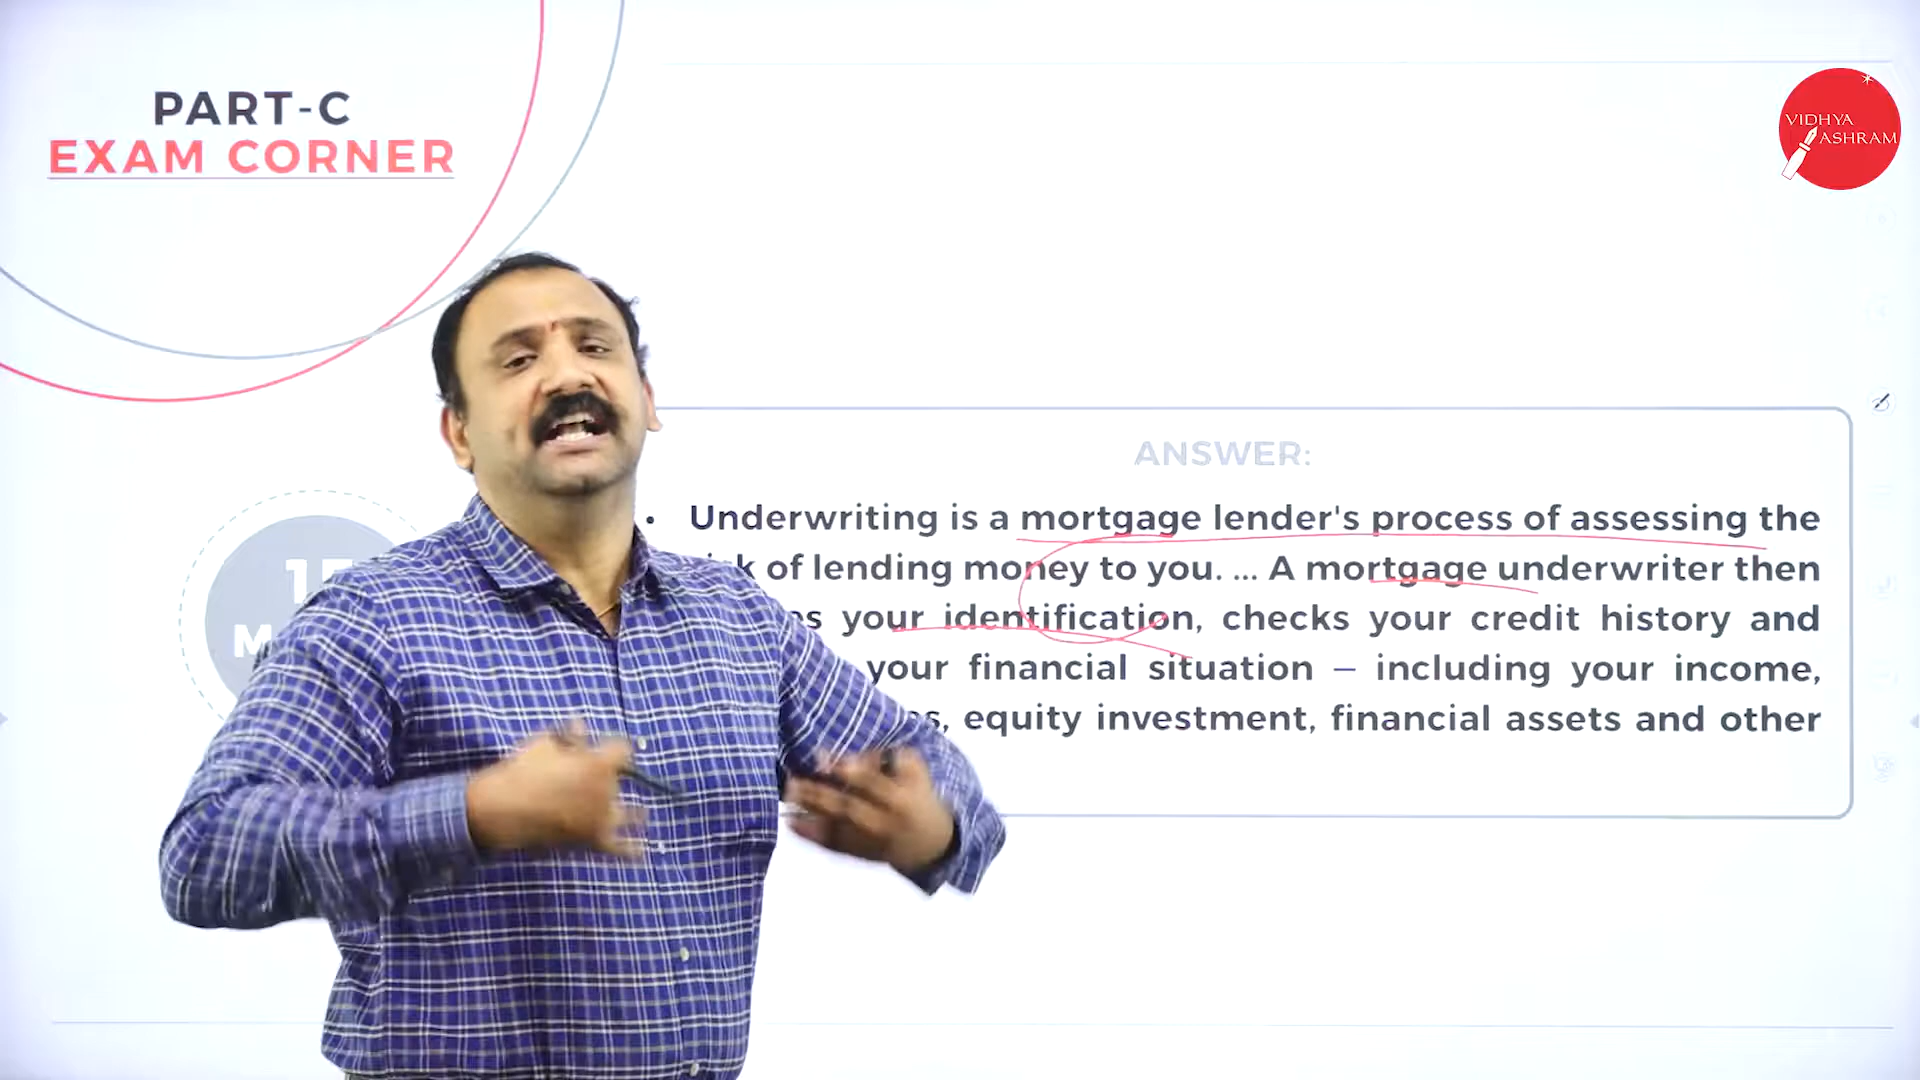 PART-C
EXAM CORNER
VIDHYA
ASHRAM
ANSWER:
• Underwriting is a mortgage lender's process of assessing the
of lending money to you. ... A mortgage underwriter then
your identification, checks your credit history and
your financial situation — including your income,
equity investment, financial assets and other